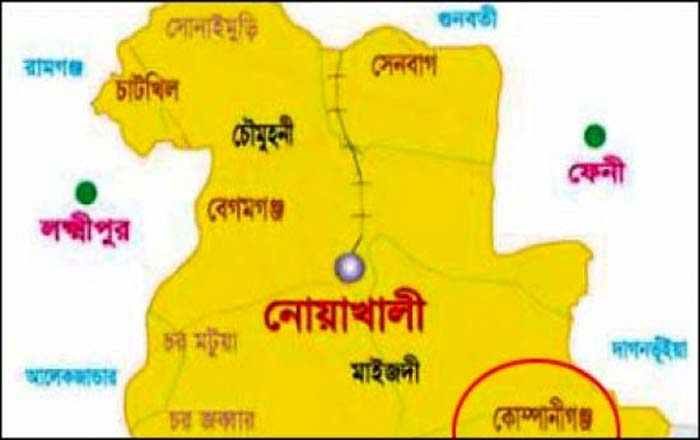 সোনাইমুড়ি
গুনবতী
রামগঞ্জ
সেনবাগ
চাটখিল
চৌমুহনী
ফেনী
বেগমগঞ্জ
লক্ষ্মীপুর
নোয়াখালী
চর মটুয়া
দাগনভূঁইয়া
মাইজদী
আলেকজান্ডার
চর জব্বার
কোম্পানীগঞ্জ